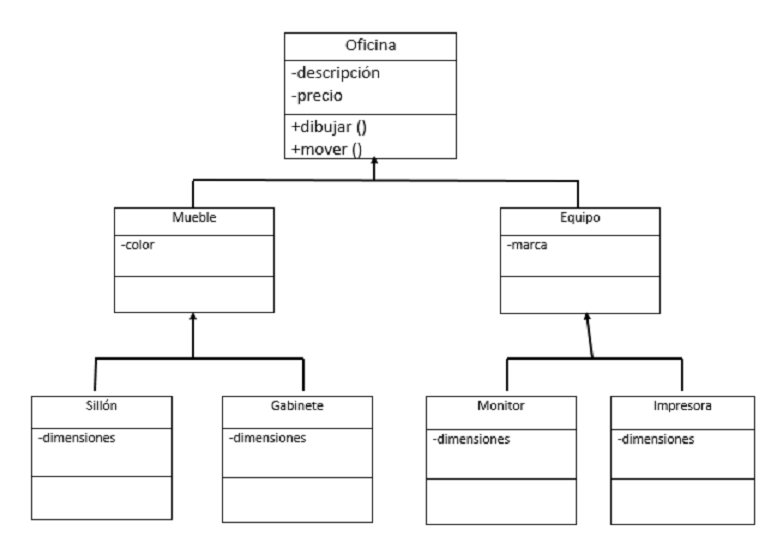 Oficina
-descripción
-precio
+dibujar ()
+mover ()
Mueble
-color
Equipo
-marca
Sillón
-dimensiones
Gabinete
-dimensiones
Monitor
-dimensiones
Impresora
-dimensiones